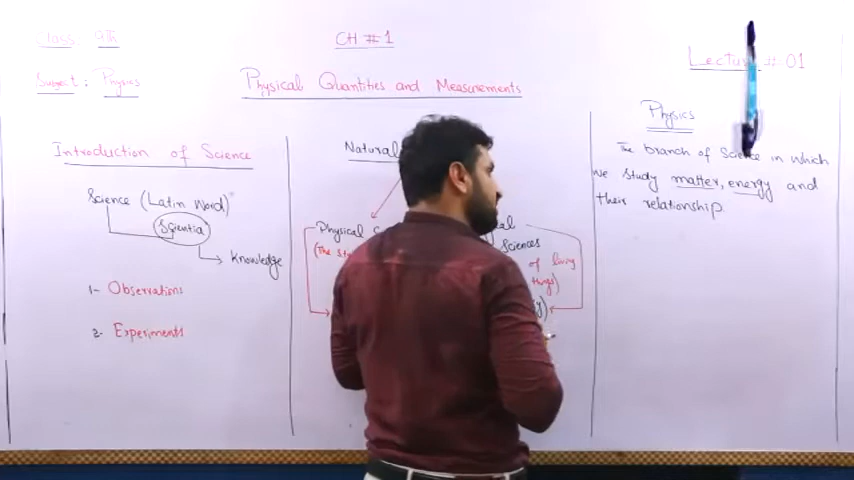 Class 9th
CH # 1
Lecture # 01
Subject : Physics
Physical Quantities and Measurements
Introduction of Science
Science (Latin Word)
Scientia
Knowledge
1- Observations
2- Experiments
Natural
Physical
Sciences
of living
things)
Physics
The branch of Science in which
we study matter, energy and
their relationship